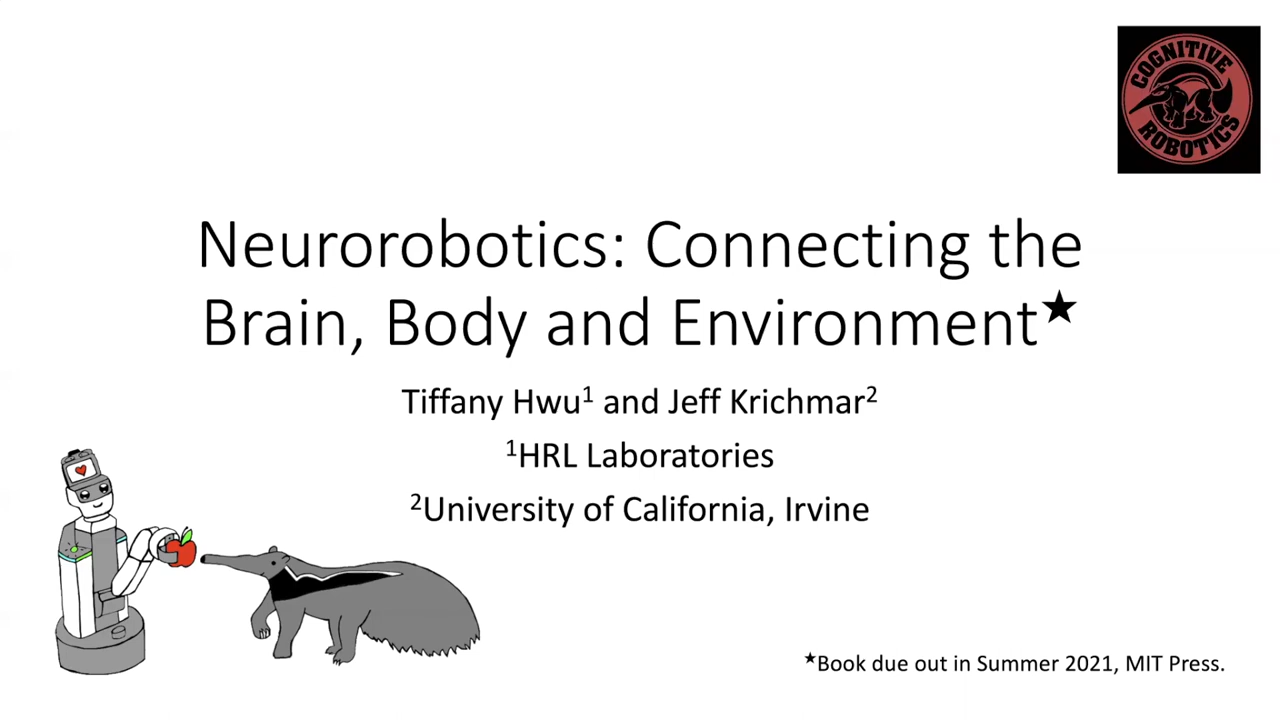 COGNITIVE
ROBOTICS
Neurorobotics: Connecting the
Brain, Body and Environment★
Tiffany Hwu¹ and Jeff Krichmar²
¹HRL Laboratories
²University of California, Irvine
★Book due out in Summer 2021, MIT Press.